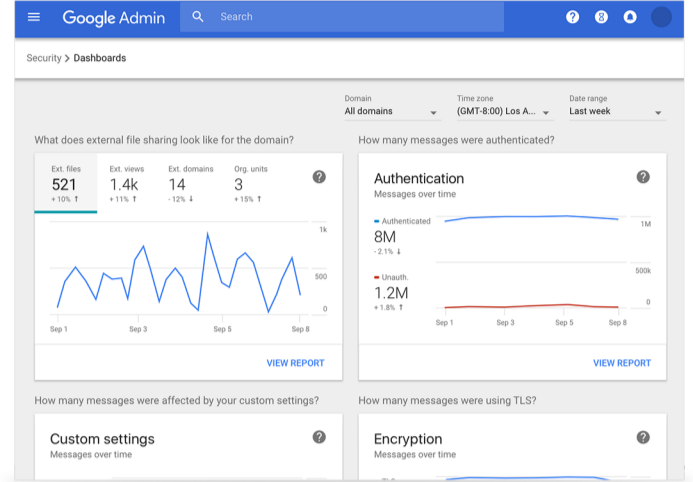 Google Admin
Search
?
8
Security > Dashboards
Domain
All domains
Time zone
(GMT-8:00) Los A...
Date range
Last week
What does external file sharing look like for the domain?
Ext. files
521
+ 10% ↑
Ext. views
1.4k
+ 11% ↑
Ext. domains
14
- 12% ↓
Org. units
3
+ 15% ↑
?
1k
500
0
Sep 1
Sep 3
Sep 5
Sep 8
VIEW REPORT
How many messages were authenticated?
Authentication
Messages over time
?
Authenticated
8M
- 2.1% ↓
Unauth.
1.2M
+ 1.8% ↑
1M
500k
0
Sep 1
Sep 3
Sep 5
Sep 8
VIEW REPORT
How many messages were affected by your custom settings?
Custom settings
Messages over time
?
How many messages were using TLS?
Encryption
Messages over time
?